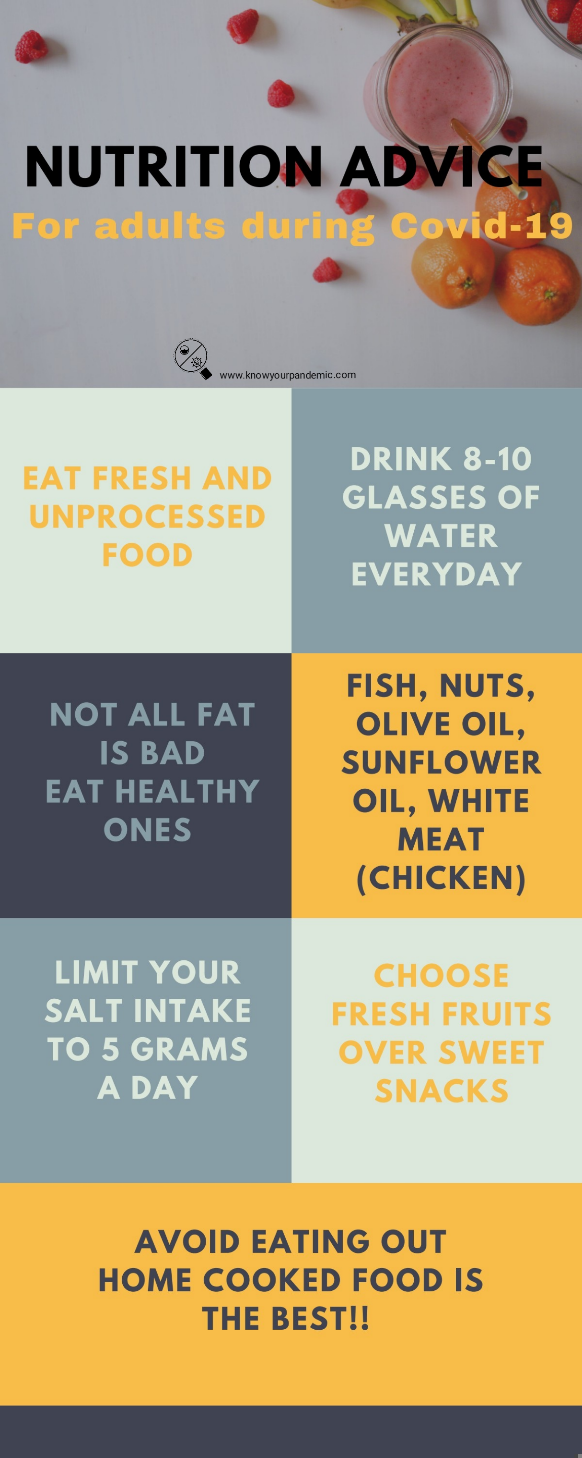 NUTRITION ADVICE
For adults during Covid-19
www.knowyourpandemic.com
EAT FRESH AND
UNPROCESSED
FOOD
DRINK 8-10
GLASSES OF
WATER
EVERYDAY
NOT ALL FAT
IS BAD
EAT HEALTHY
ONES
FISH, NUTS,
OLIVE OIL,
SUNFLOWER
OIL, WHITE
MEAT
(CHICKEN)
LIMIT YOUR
SALT INTAKE
TO 5 GRAMS
A DAY
CHOOSE
FRESH FRUITS
OVER SWEET
SNACKS
AVOID EATING OUT
HOME COOKED FOOD IS
THE BEST!!